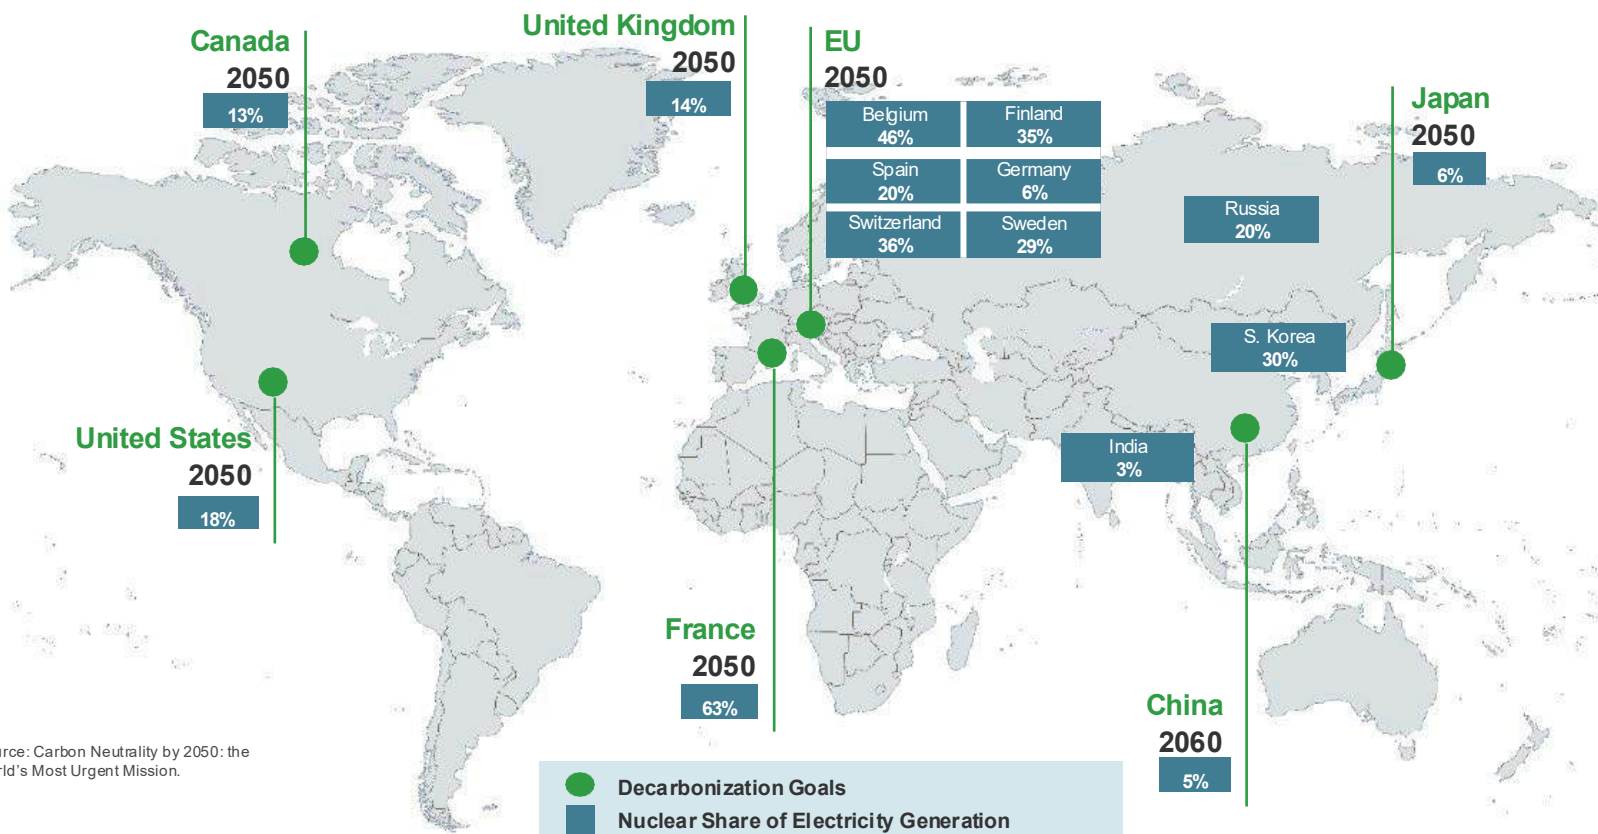 Canada
2050
13%
United Kingdom
2050
14%
EU
2050
Belgium
46%
Finland
35%
Spain
20%
Germany
6%
Switzerland
36%
Sweden
29%
Japan
2050
6%
Russia
20%
S. Korea
30%
India
3%
United States
2050
18%
France
2050
63%
China
2060
5%
urce: Carbon Neutrality by 2050: the
rld's Most Urgent Mission.
Decarbonization Goals
Nuclear Share of Electricity Generation